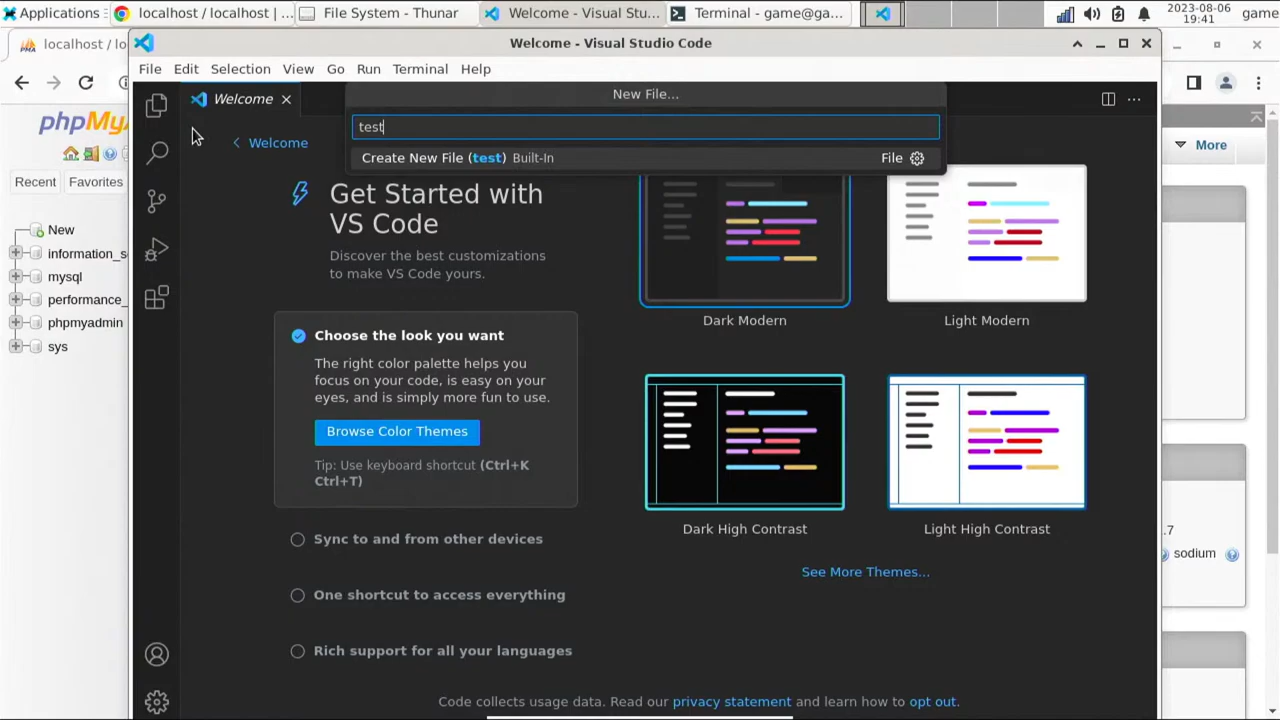 Applications
localhost / localhost | ...
File System - Thunar
Welcome - Visual Stu...
Terminal - game@ga...
2023-08-06
19:41
game
localhost / lo
Welcome - Visual Studio Code
File Edit Selection View Go Run Terminal Help
phpMyA
Recent Favorites
New
information_s
mysql
performance_
phpmyadmin
sys
Welcome
New File...
test
Create New File (test) Built-In
File
Welcome
Get Started with
VS Code
Discover the best customizations
to make VS Code yours.
Choose the look you want
The right color palette helps you
focus on your code, is easy on your
eyes, and is simply more fun to use.
Browse Color Themes
Tip: Use keyboard shortcut (Ctrl+K
Ctrl+T)
Sync to and from other devices
One shortcut to access everything
Rich support for all your languages
Dark Modern
Light Modern
Dark High Contrast
Light High Contrast
See More Themes...
Code collects usage data. Read our privacy statement and learn how to opt out.
More
.7
sodium